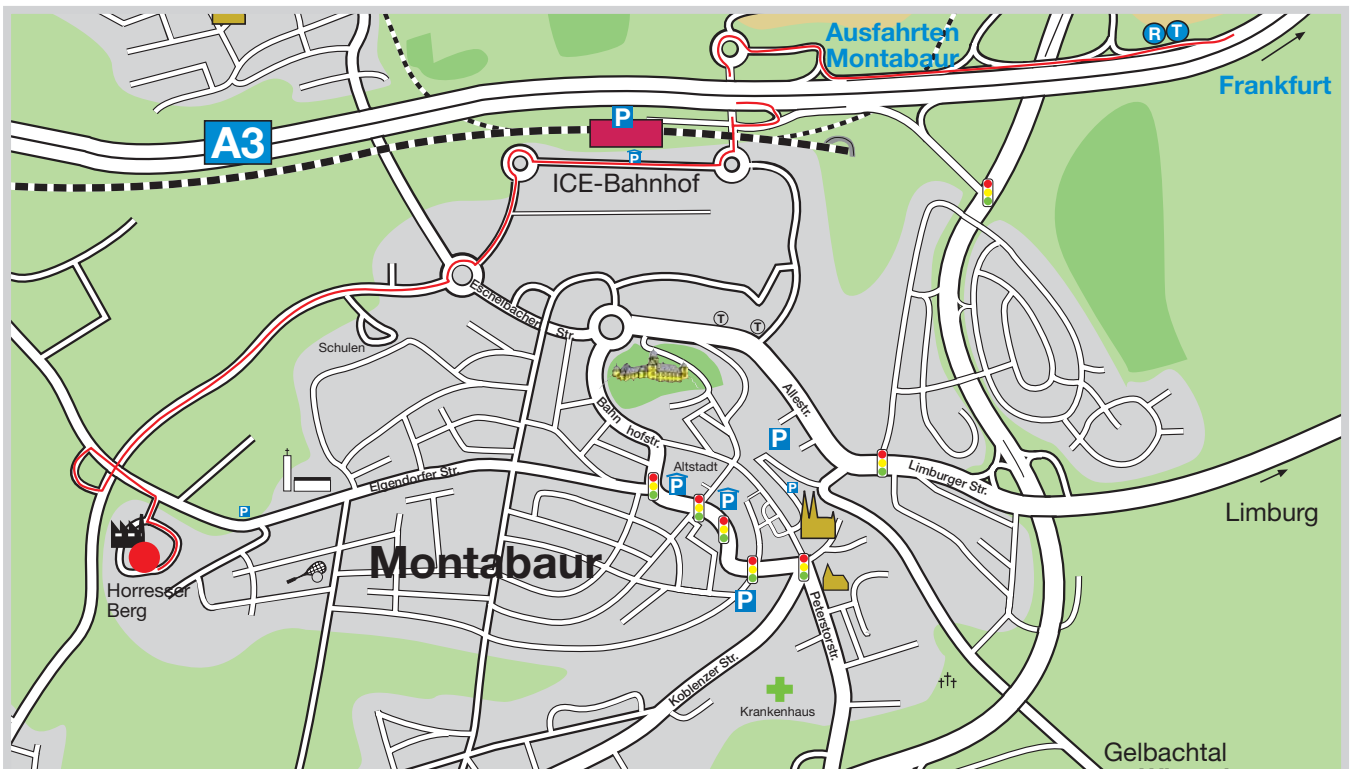 Ausfahrten
Montabaur
R T
Frankfurt
A3
P
P
ICE-Bahnhof
Eschelbacher Str.
T
T
Schulen
Allestr.
Bahnhofstr.
P
Altstadt
Limburger Str.
Elgendorfer Str.
P
P
P
P
Limburg
Montabaur
Horresser
Berg
P
Peterstorstr.
Koblenzer Str.
Krankenhaus
Gelbachtal